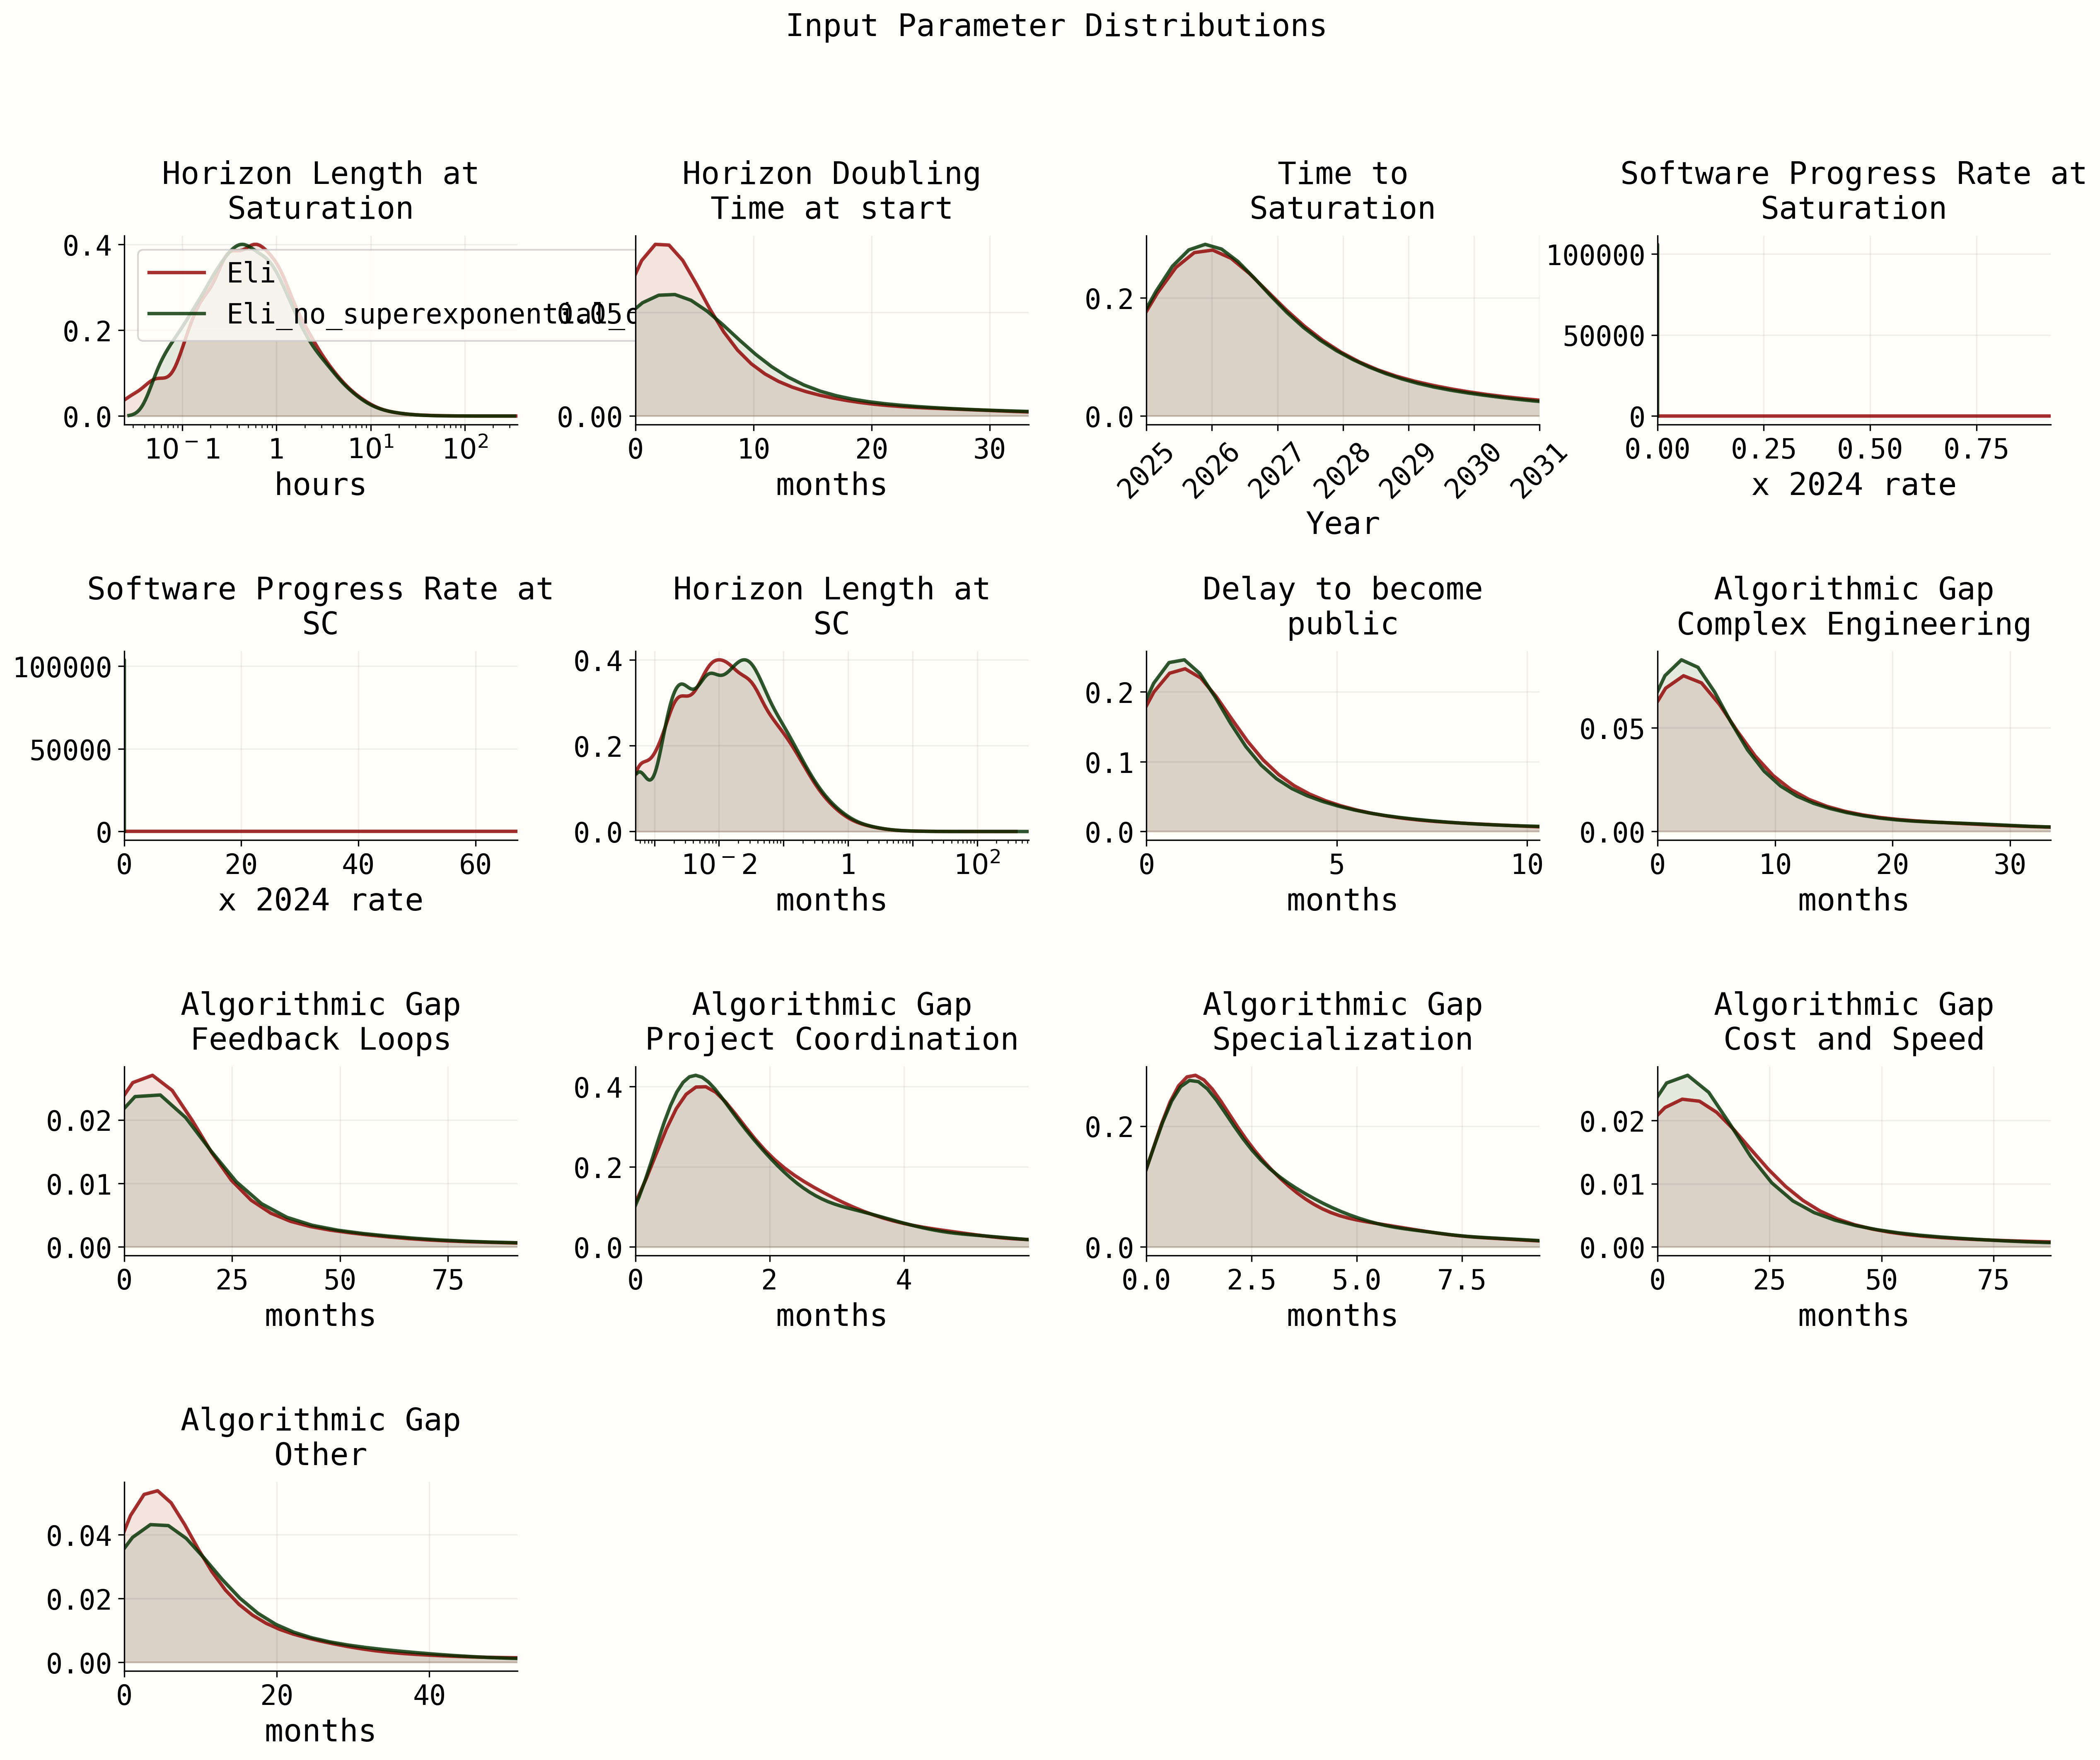 Input Parameter Distributions
Horizon Length at
Saturation
0.4
0.2
0.0
Eli
Eli_no_superexponential_
10⁻1
1
10¹
10²
hours
Horizon Doubling
Time at start
0.05
0.00
0
10
20
30
months
Time to
Saturation
0.2
0.0
2025
2026
2027
2028
2029
2030
2031
Year
Software Progress Rate at
Saturation
100000
50000
0
0.00
0.25
0.50
0.75
x 2024 rate
Software Progress Rate at
SC
100000
50000
0
0
20
40
60
x 2024 rate
Horizon Length at
SC
0.4
0.2
0.0
10⁻2
1
10²
months
Delay to become
public
0.2
0.1
0.0
0
5
10
months
Algorithmic Gap
Complex Engineering
0.05
0.00
0
10
20
30
months
Algorithmic Gap
Feedback Loops
0.02
0.01
0.00
0
25
50
75
months
Algorithmic Gap
Project Coordination
0.4
0.2
0.0
0
2
4
months
Algorithmic Gap
Specialization
0.2
0.0
0.0
2.5
5.0
7.5
months
Algorithmic Gap
Cost and Speed
0.02
0.01
0.00
0
25
50
75
months
Algorithmic Gap
Other
0.04
0.02
0.00
0
20
40
months